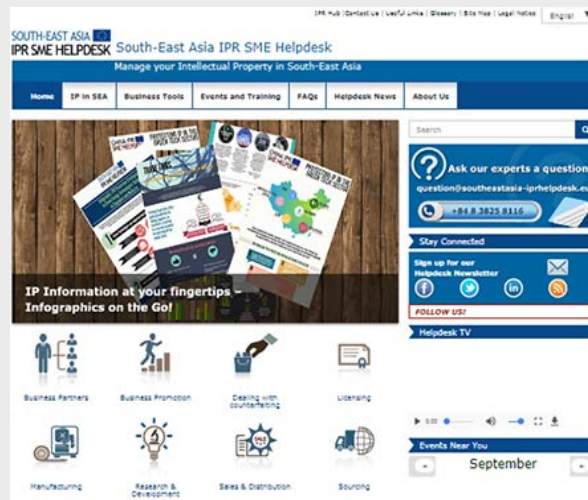 IPR Hub |Contact Us | Useful Links | Glossary | Site Map | Legal Notice
English
SOUTH-EAST ASIA
IPR SME HELPDESK
South-East Asia IPR SME Helpdesk
Manage your Intellectual Property in South-East Asia
Home
IP in SEA
Business Tools
Events and Training
FAQs
Helpdesk News
About Us
Search
Ask our experts a question
question@southeastasia-iprhelpdesk.eu
+84 8 3825 8116
Stay Connected
Sign up for our
Helpdesk Newsletter
FOLLOW US!
IP Information at your fingertips –
Infographics on the Go!
Helpdesk TV
Business Partners
Business Promotion
Dealing with
counterfeiting
Licensing
0:00
Manufacturing
Research &
Development
SALE
Sales & Distribution
Sourcing
Events Near You
September